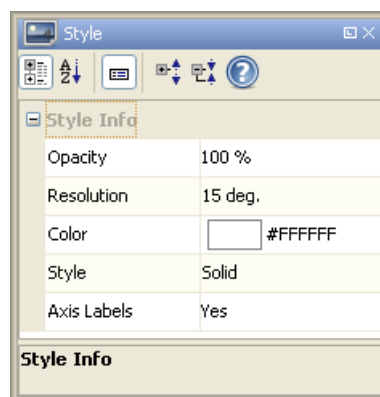 Style
Style Info
Opacity 100 %
Resolution 15 deg.
Color #FFFFFF
Style Solid
Axis Labels Yes
Style Info